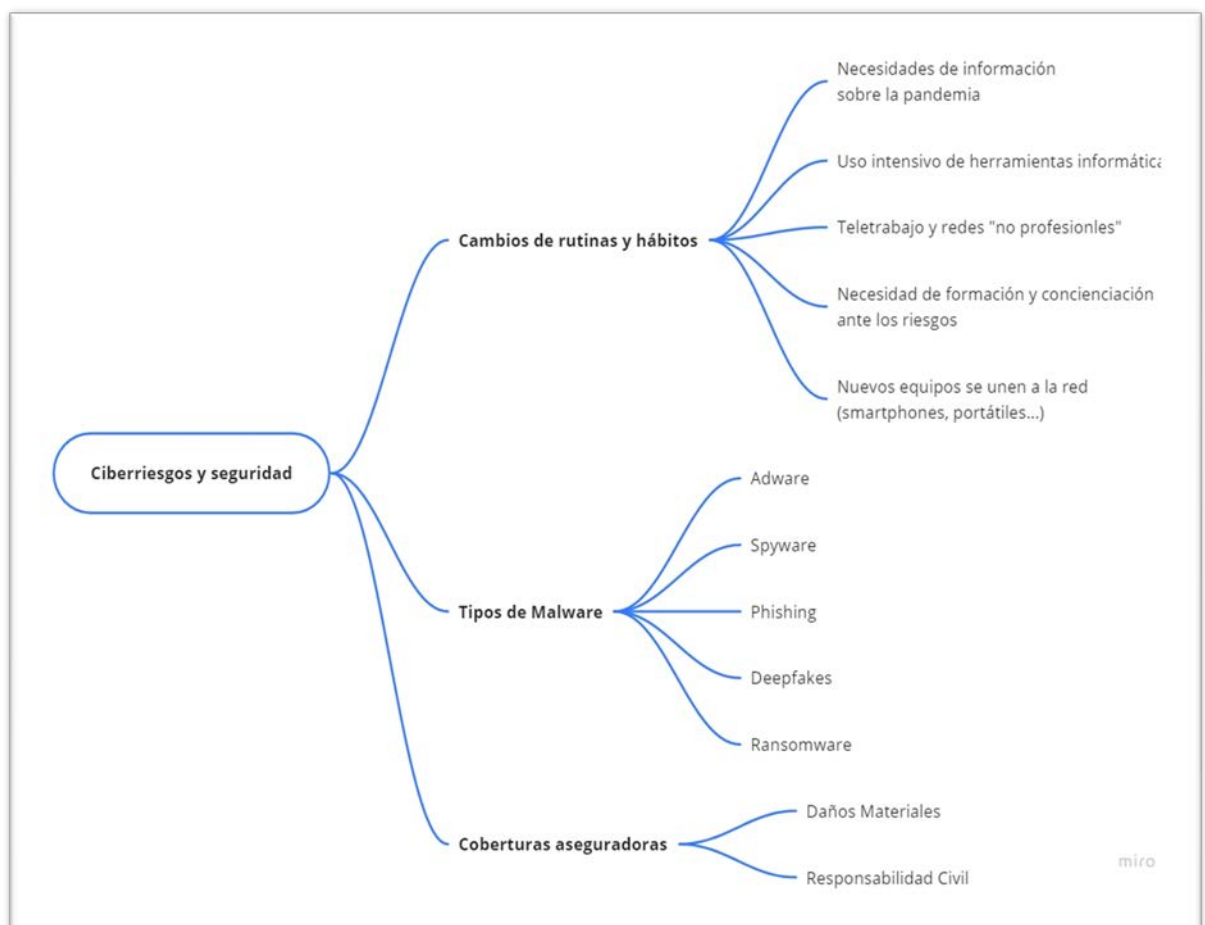 Ciberriesgos y seguridad
Cambios de rutinas y hábitos
Necesidades de información
sobre la pandemia
Uso intensivo de herramientas informátic
Teletrabajo y redes "no profesionles"
Necesidad de formación y concienciación
ante los riesgos
Nuevos equipos se unen a la red
(smartphones, portátiles...)
Tipos de Malware
Adware
Spyware
Phishing
Deepfakes
Ransomware
Coberturas aseguradoras
Daños Materiales
Responsabilidad Civil
miro